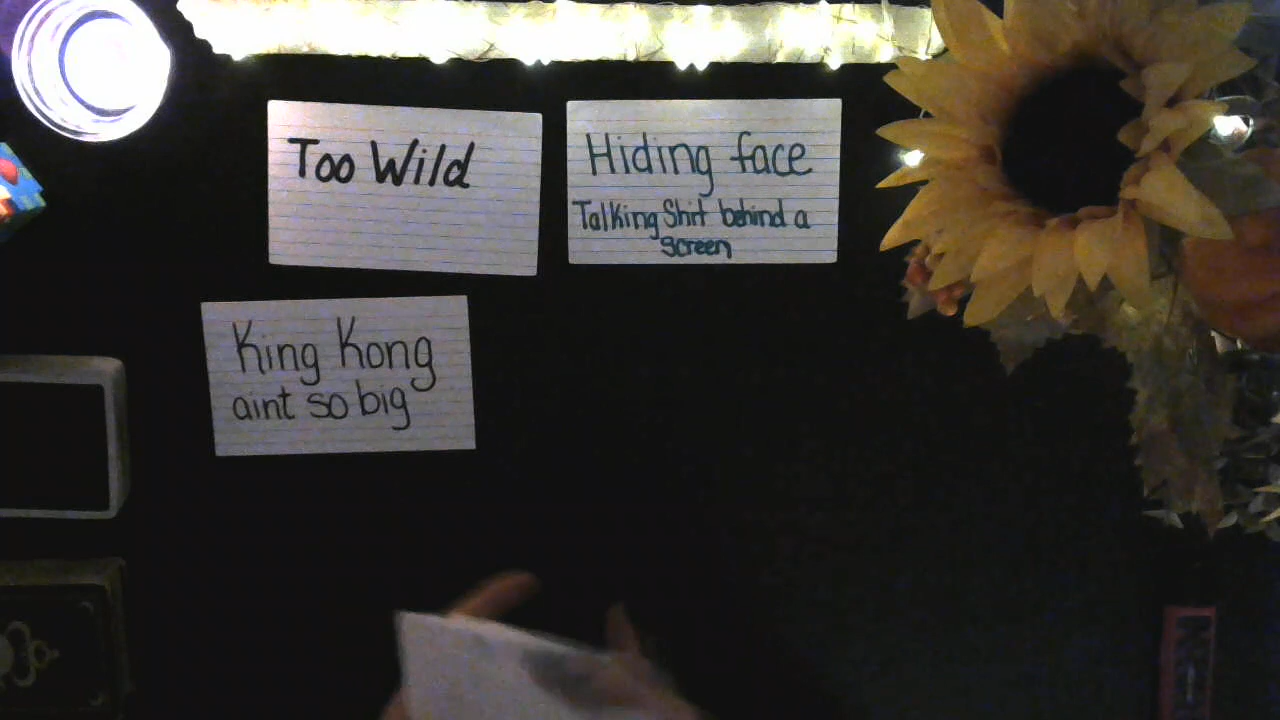 Too Wild
Hiding face
Talking Shit behind a
screen
King Kong
aint so big